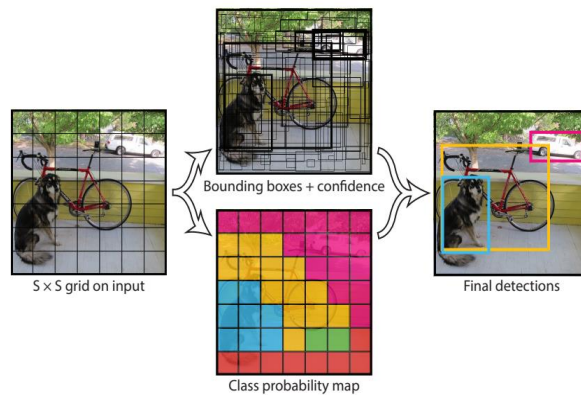 S × S grid on input
Bounding boxes + confidence
Class probability map
Final detections